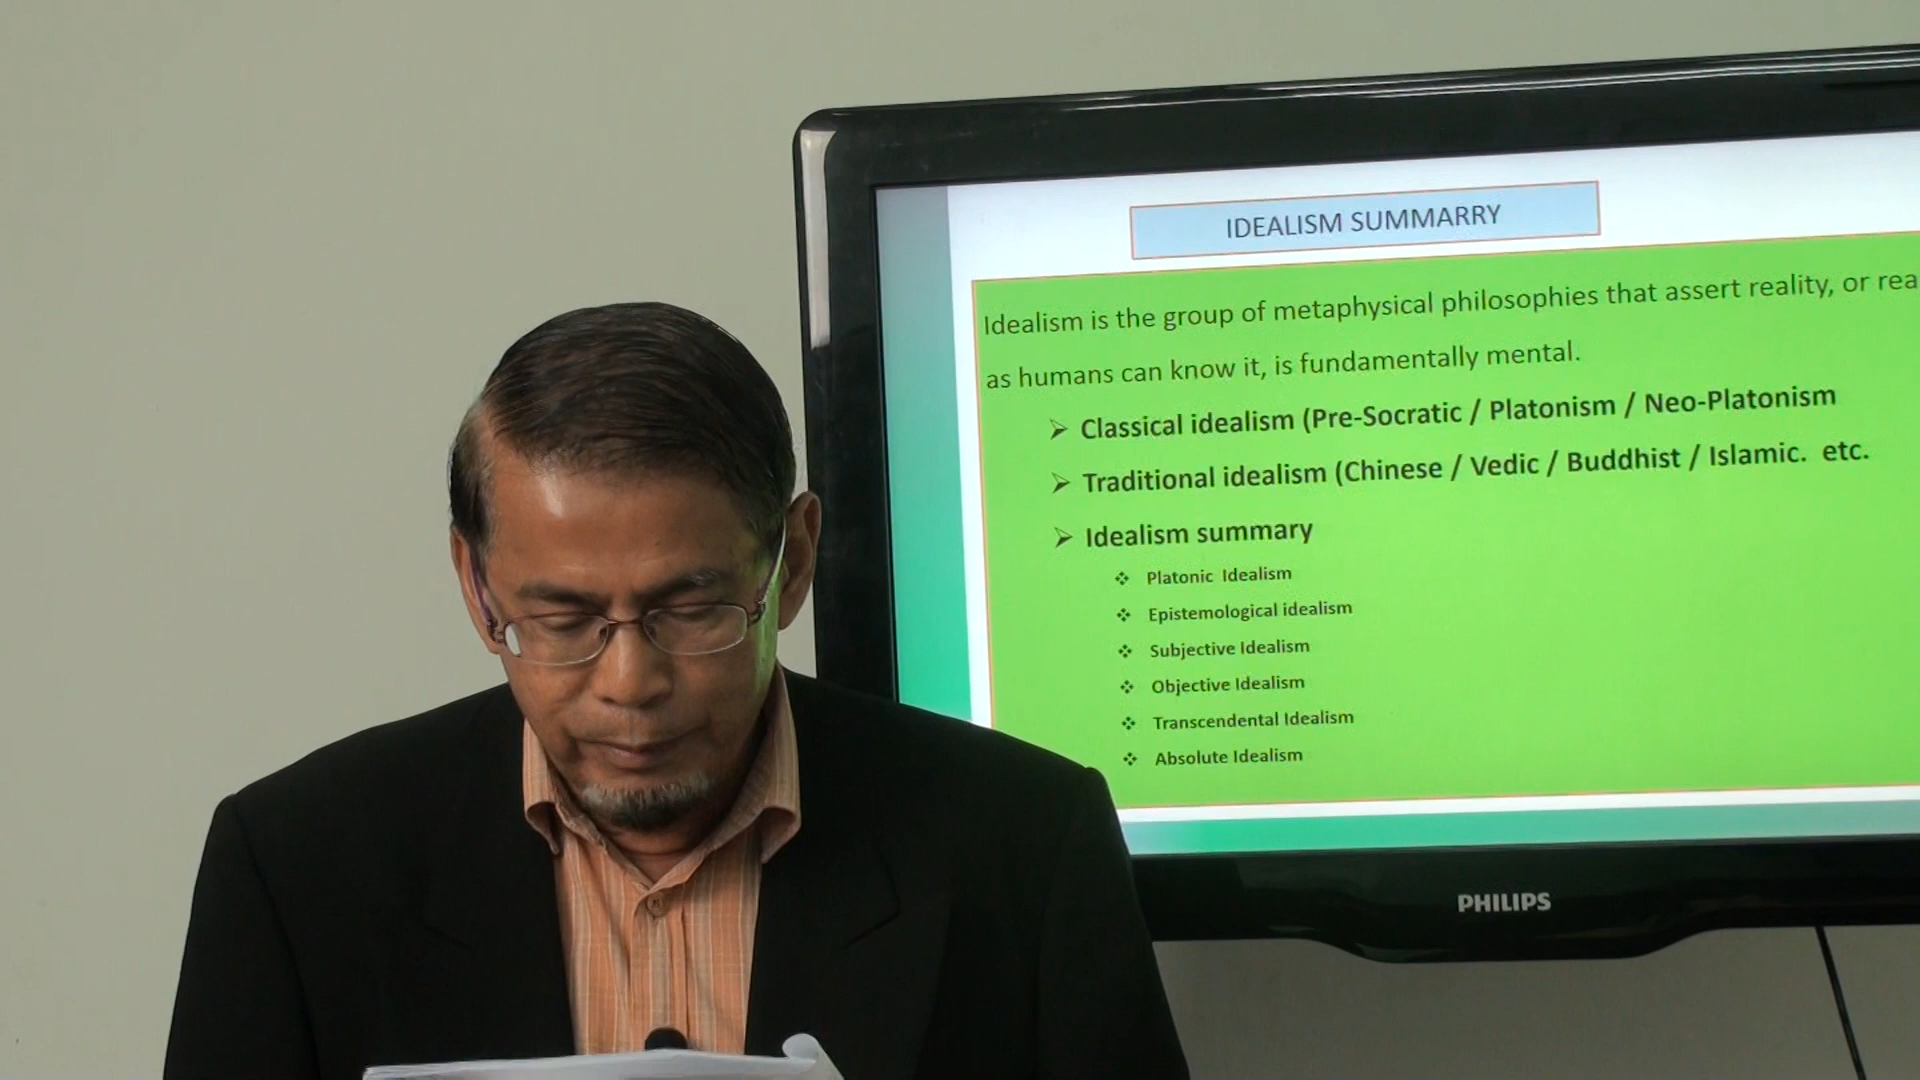 IDEALISM SUMMARRY
Idealism is the group of metaphysical philosophies that assert reality, or rea
as humans can know it, is fundamentally mental.
Classical idealism (Pre-Socratic / Platonism / Neo-Platonism
Traditional idealism (Chinese / Vedic / Buddhist / Islamic. etc.
Idealism summary
Platonic Idealism
Epistemological idealism
Subjective Idealism
Objective Idealism
Transcendental Idealism
Absolute Idealism
PHILIPS